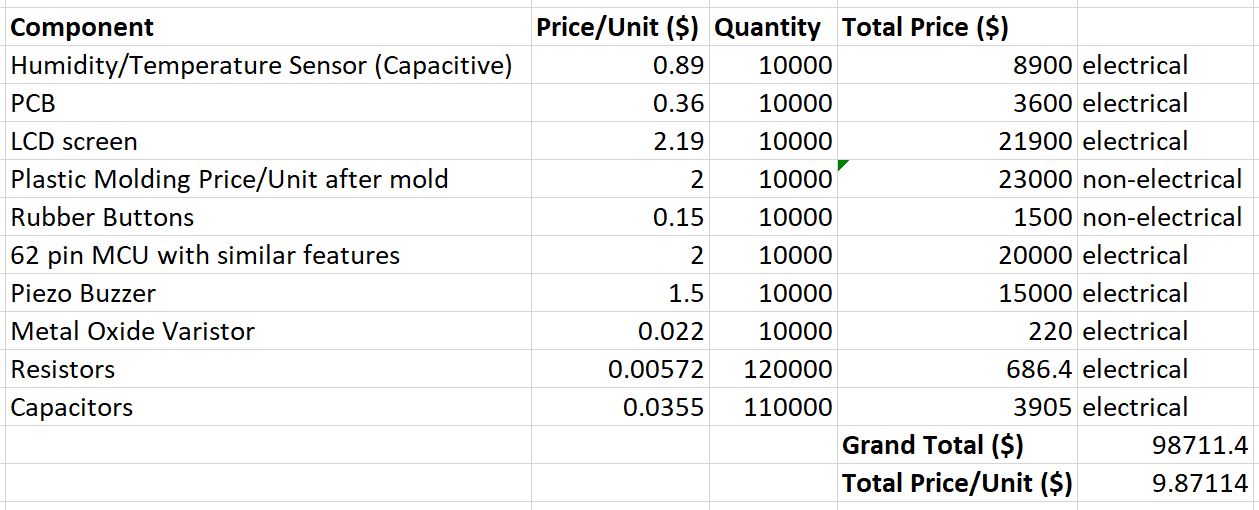 Component Price/Unit ($) Quantity Total Price ($)
Humidity/Temperature Sensor (Capacitive) 0.89 10000 8900 electrical
PCB 0.36 10000 3600 electrical
LCD screen 2.19 10000 21900 electrical
Plastic Molding Price/Unit after mold 2 10000 23000 non-electrical
Rubber Buttons 0.15 10000 1500 non-electrical
62 pin MCU with similar features 2 10000 20000 electrical
Piezo Buzzer 1.5 10000 15000 electrical
Metal Oxide Varistor 0.022 10000 220 electrical
Resistors 0.00572 120000 686.4 electrical
Capacitors 0.0355 110000 3905 electrical
Grand Total ($) 98711.4
Total Price/Unit ($) 9.87114